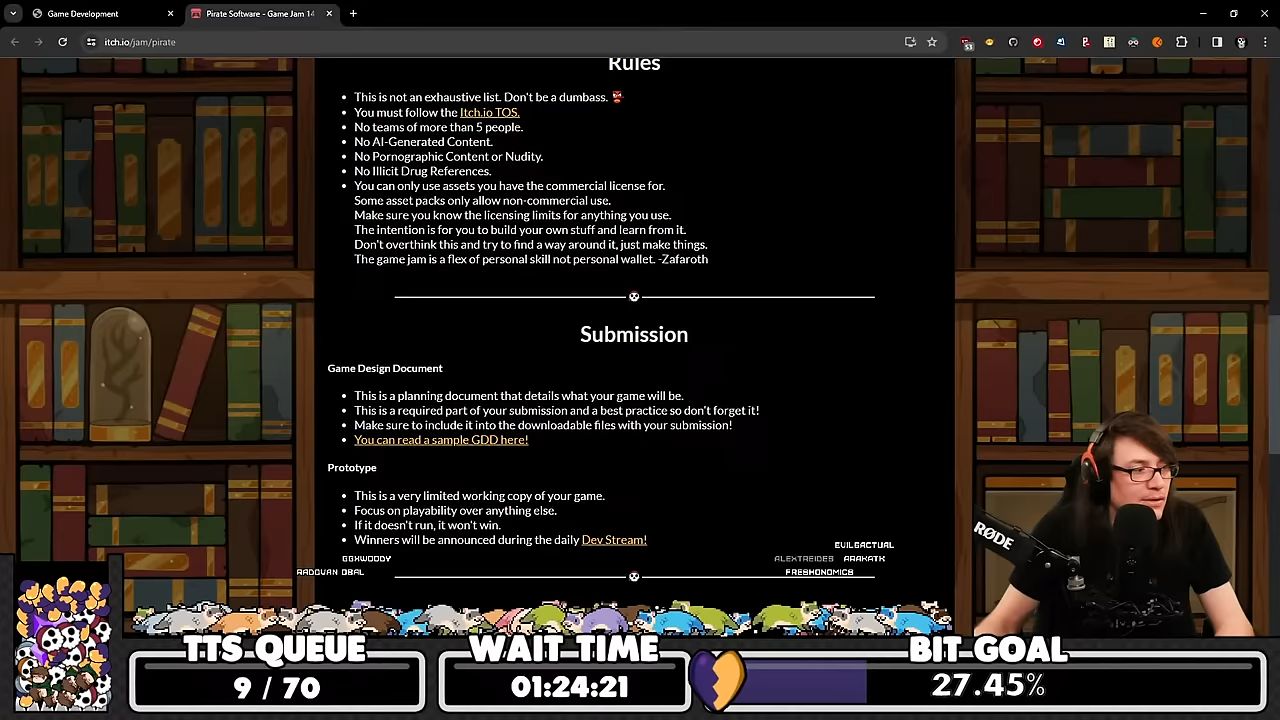 Game Development
Pirate Software - Game Jam 14
itch.io/jam/pirate
53
Rules
This is not an exhaustive list. Don't be a dumbass.
You must follow the Itch.io TOS.
No teams of more than 5 people.
No AI-Generated Content.
No Pornographic Content or Nudity.
No Illicit Drug References.
You can only use assets you have the commercial license for.
Some asset packs only allow non-commercial use.
Make sure you know the licensing limits for anything you use.
The intention is for you to build your own stuff and learn from it.
Don't overthink this and try to find a way around it, just make things.
The game jam is a flex of personal skill not personal wallet. -Zafaroth
Submission
Game Design Document
This is a planning document that details what your game will be.
This is a required part of your submission and a best practice so don't forget it!
Make sure to include it into the downloadable files with your submission!
You can read a sample GDD here!
Prototype
This is a very limited working copy of your game.
Focus on playability over anything else.
If it doesn't run, it won't win.
Winners will be announced during the daily Dev Stream!
EVILGACTUAL
GGXWOODY
ALEXTREIDES
ARAKATK
RADOVAN OBAL
FRESHONOMICS
RØDE
TTS QUEUE
9 / 70
WAIT TIME
01:24:21
BIT GOAL
27.45%